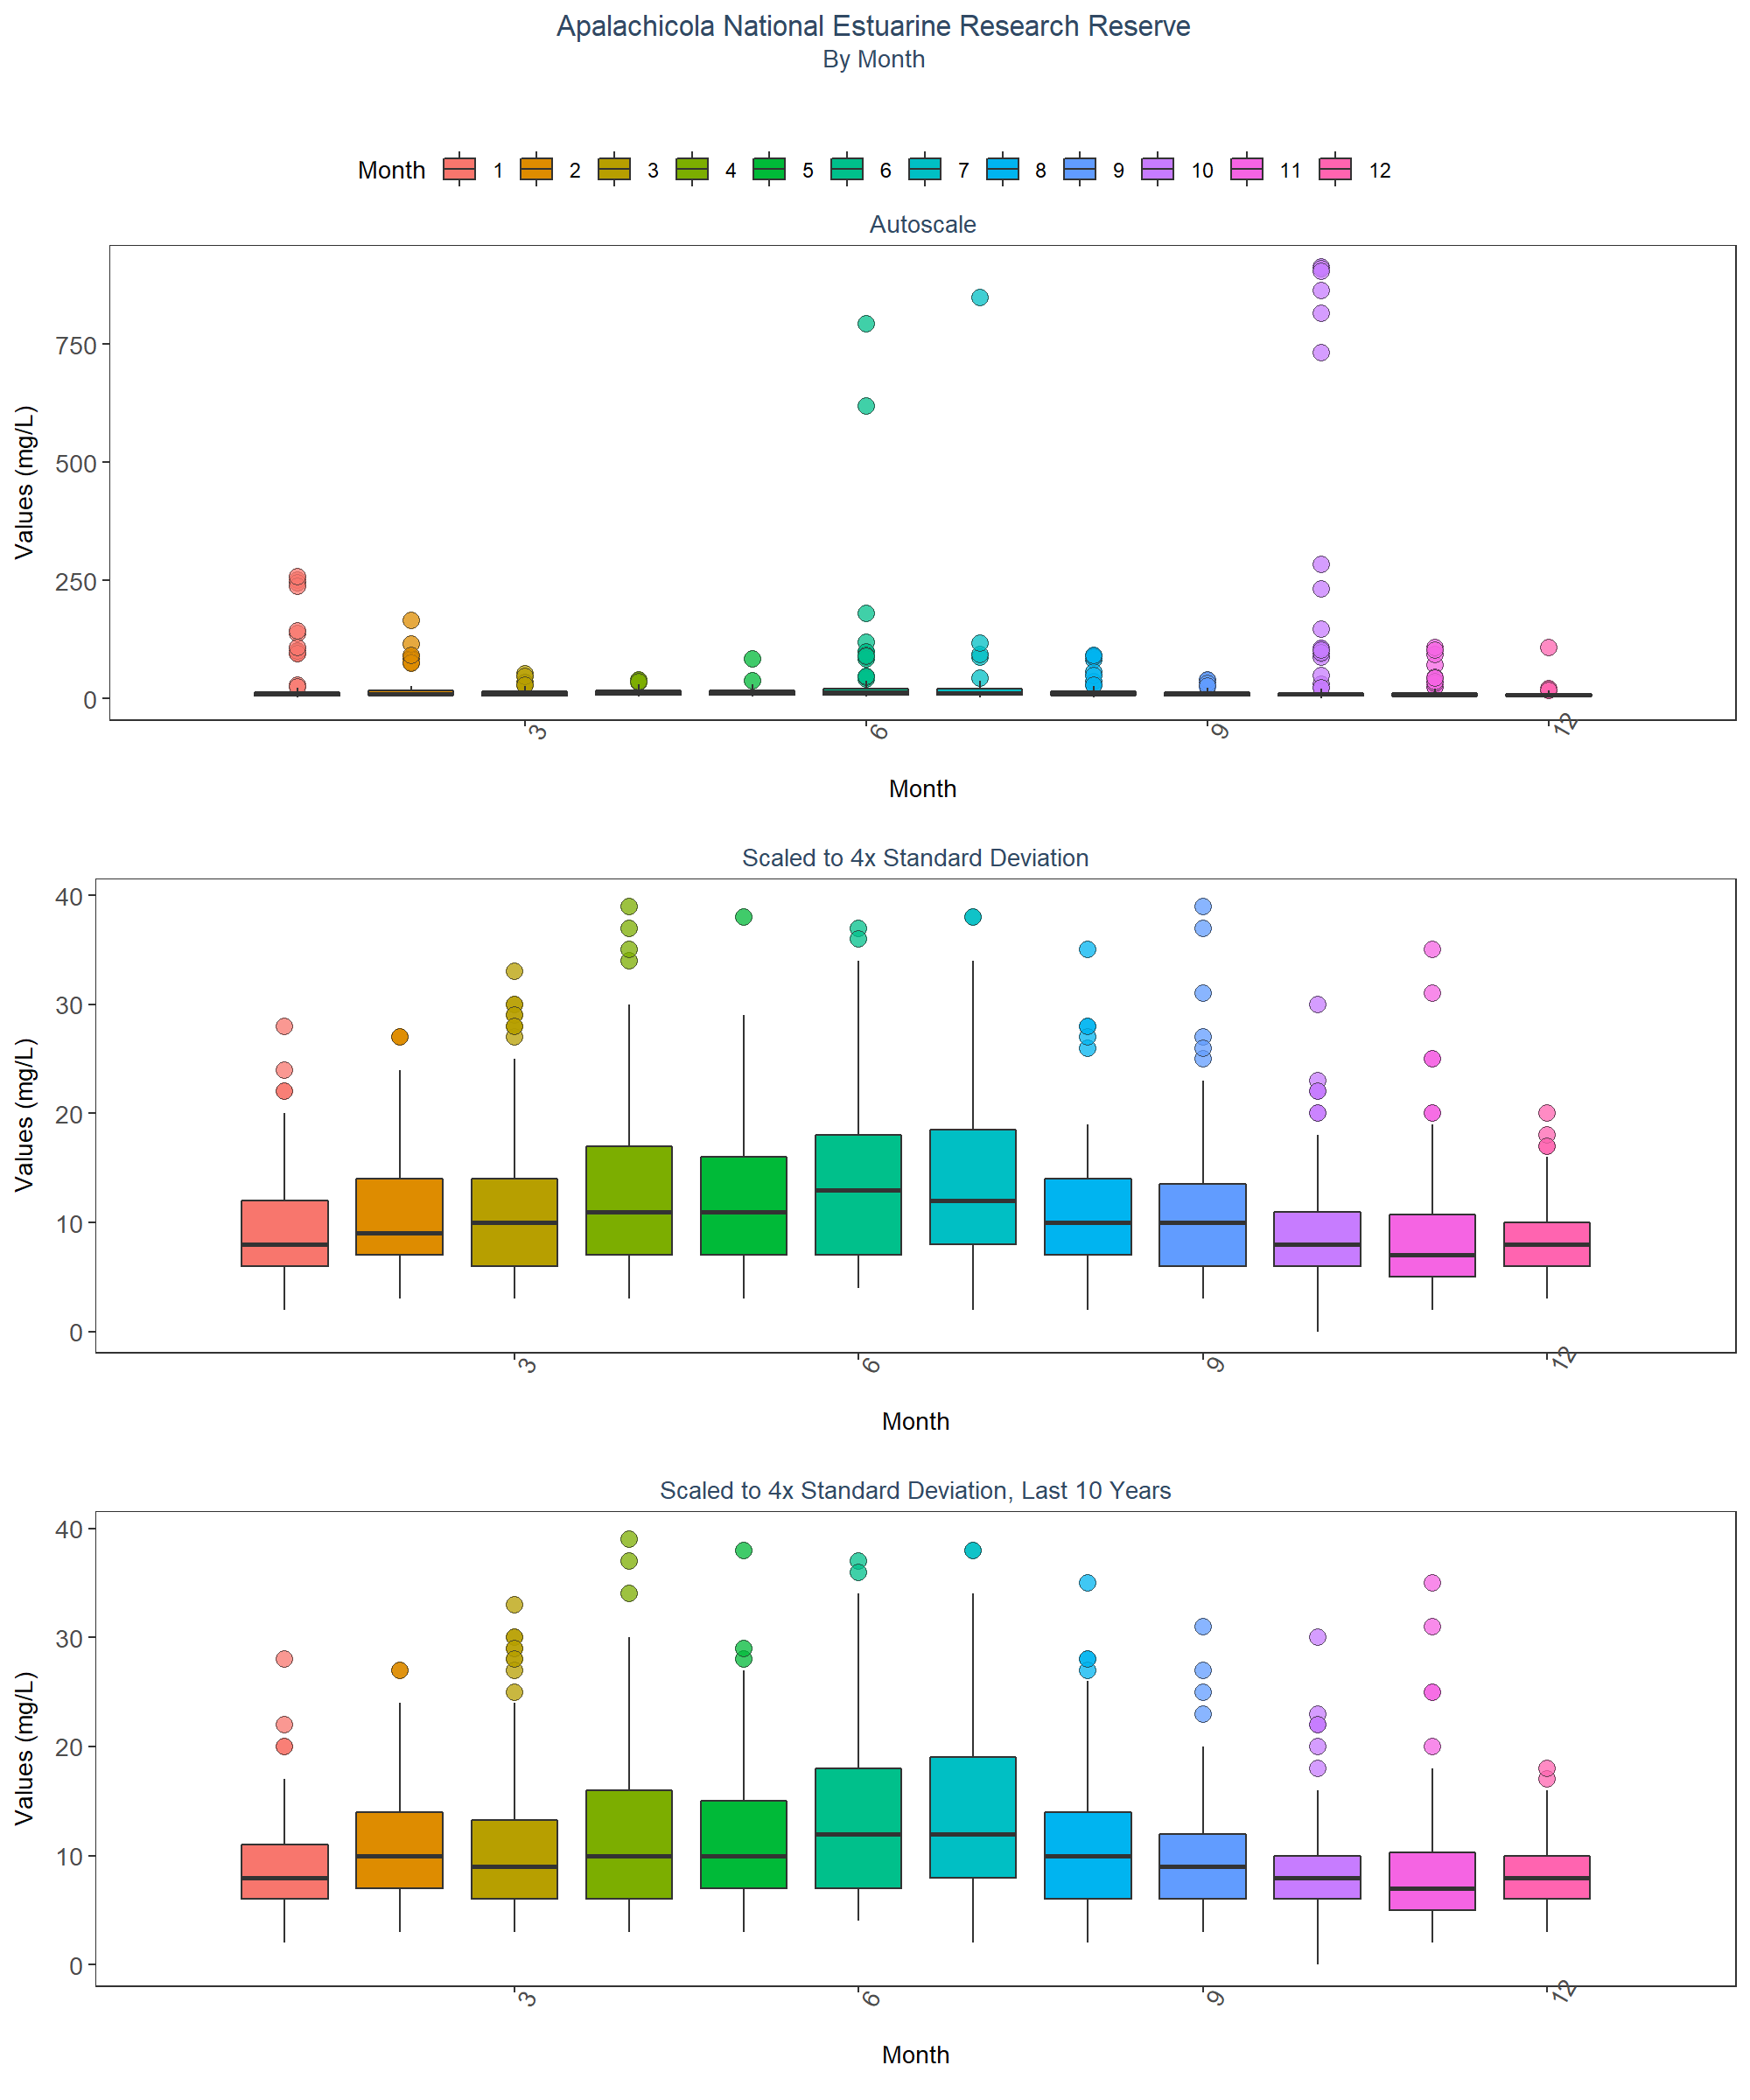 Apalachicola National Estuarine Research Reserve
By Month
Month 1 2 3 4 5 6 7 8 9 10 11 12
Autoscale
Values (mg/L)
750
500
250
0
3 6 9 12
Month
Scaled to 4x Standard Deviation
Values (mg/L)
40
30
20
10
0
3 6 9 12
Month
Scaled to 4x Standard Deviation, Last 10 Years
Values (mg/L)
40
30
20
10
0
3 6 9 12
Month